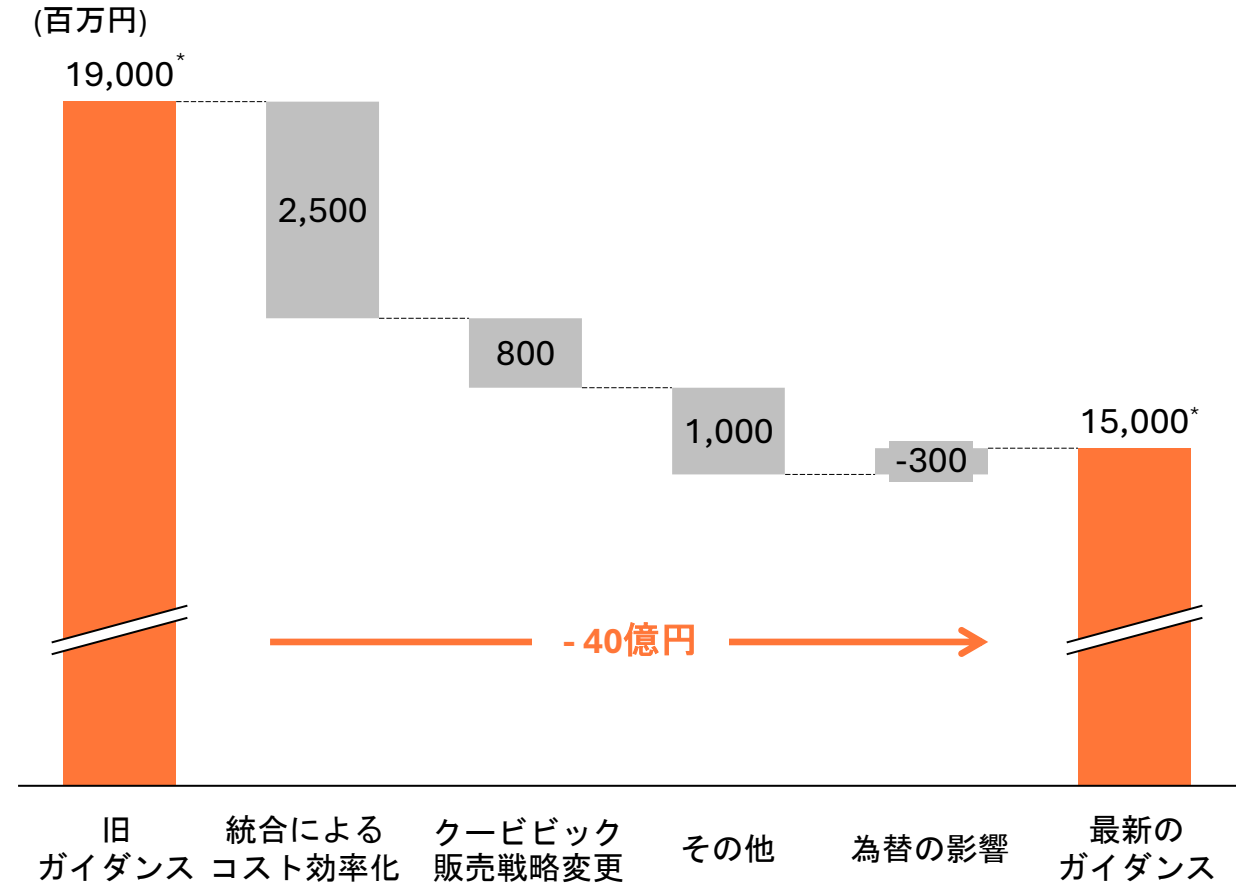 (百万円)
19,000*
2,500
800
1,000
-300
15,000*
- 40億円
旧
ガイダンス
統合による
コスト効率化
クービビック
販売戦略変更
その他
為替の影響
最新の
ガイダンス